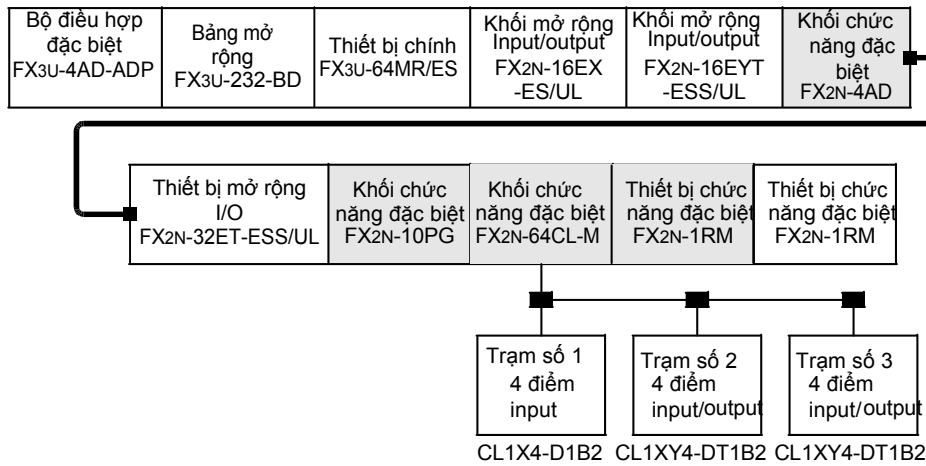 Bộ điều hợp
đặc biệt
FX3U-4AD-ADP
Bảng mở
rộng
FX3U-232-BD
Thiết bị chính
FX3U-64MR/ES
Khối mở rộng
Input/output
FX2N-16EX
-ES/UL
Khối mở rộng
Input/output
FX2N-16EYT
-ESS/UL
Khối chức
năng đặc
biệt
FX2N-4AD
Thiết bị mở rộng
I/O
FX2N-32ET-ESS/UL
Khối chức
năng đặc biệt
FX2N-10PG
Khối chức
năng đặc biệt
FX2N-64CL-M
Thiết bị chức
năng đặc biệt
FX2N-1RM
Thiết bị chức
năng đặc biệt
FX2N-1RM
Trạm số 1
4 điểm
input
Trạm số 2
4 điểm
input/output
Trạm số 3
4 điểm
input/output
CL1X4-D1B2
CL1XY4-DT1B2
CL1XY4-DT1B2